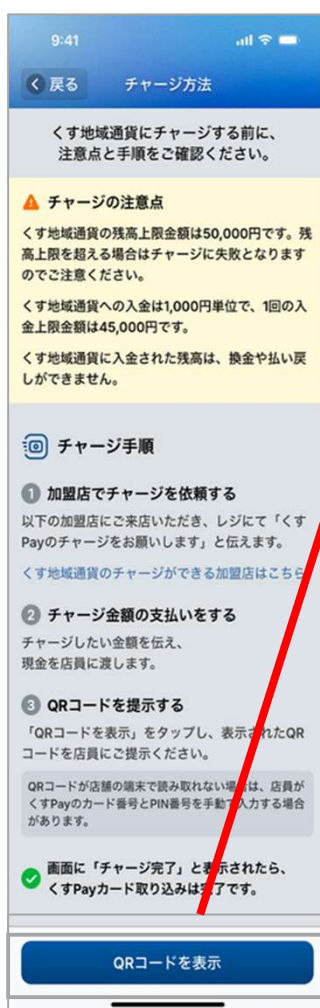 9:41
戻る チャージ方法
くす地域通貨にチャージする前に、
注意点と手順をご確認ください。
チャージの注意点
くす地域通貨の残高上限金額は50,000円です。残
高上限を超える場合はチャージに失敗となります
のでご注意ください。
くす地域通貨への入金は1,000円単位で、1回の入
金上限金額は45,000円です。
くす地域通貨に入金された残高は、換金や払い戻
しができません。
チャージ手順
1 加盟店でチャージを依頼する
以下の加盟店にご来店いただき、レジにて「くす
Payのチャージをお願いします」と伝えます。
くす地域通貨のチャージができる加盟店はこちら
2 チャージ金額の支払いをする
チャージしたい金額を伝え、
現金を店員に渡します。
3 QRコードを提示する
「QRコードを表示」をタップし、表示されたQR
コードを店員にご提示ください。
QRコードが店舗の端末で読み取れない場合は、店員が
くすPayのカード番号とPIN番号を手動で入力する場合
があります。
画面に「チャージ完了」と表示されたら、
くすPayカード取り込みは完了です。
QRコードを表示